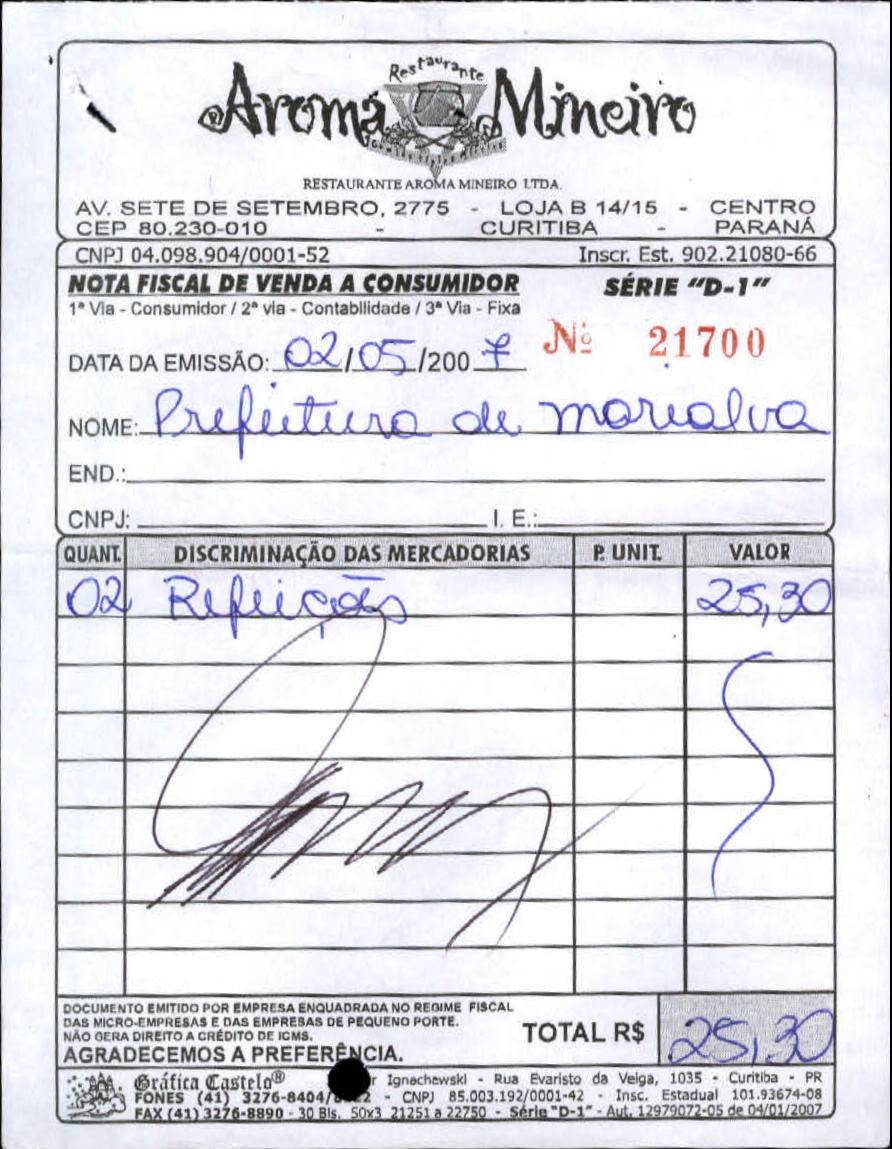 Restaurante
Aroma Mineiro
RESTAURANTE AROMA MINEIRO LTDA.
AV. SETE DE SETEMBRO, 2775 - LOJA B 14/15 - CENTRO
CEP 80.230-010 - CURITIBA - PARANÁ
CNPJ 04.098.904/0001-52 Inscr. Est. 902.21080-66
NOTA FISCAL DE VENDA A CONSUMIDOR SÉRIE "D-1"
1ª Via - Consumidor / 2ª via - Contabilidade / 3ª Via - Fixa
Nº 21700
DATA DA EMISSÃO: 02/05/2007
NOME: Prefeitura de marialva
END.:
CNPJ: I. E.:
QUANT. DISCRIMINAÇÃO DAS MERCADORIAS P. UNIT. VALOR
02 Refeições 25,30
DOCUMENTO EMITIDO POR EMPRESA ENQUADRADA NO REGIME FISCAL
DAS MICRO-EMPRESAS E DAS EMPRESAS DE PEQUENO PORTE.
NÃO GERA DIREITO A CRÉDITO DE ICMS.
AGRADECEMOS A PREFERÊNCIA.
TOTAL R$ 25,30
Gráfica Castelo® Ignachewski - Rua Evaristo da Veiga, 1035 - Curitiba - PR
FONES (41) 3276-8404/ - CNPJ 85.003.192/0001-42 - Insc. Estadual 101.93674-08
FAX (41) 3276-8890 - 30 Bls. 50x3 21251 a 22750 - Série "D-1" - Aut. 12979072-05 de 04/01/2007